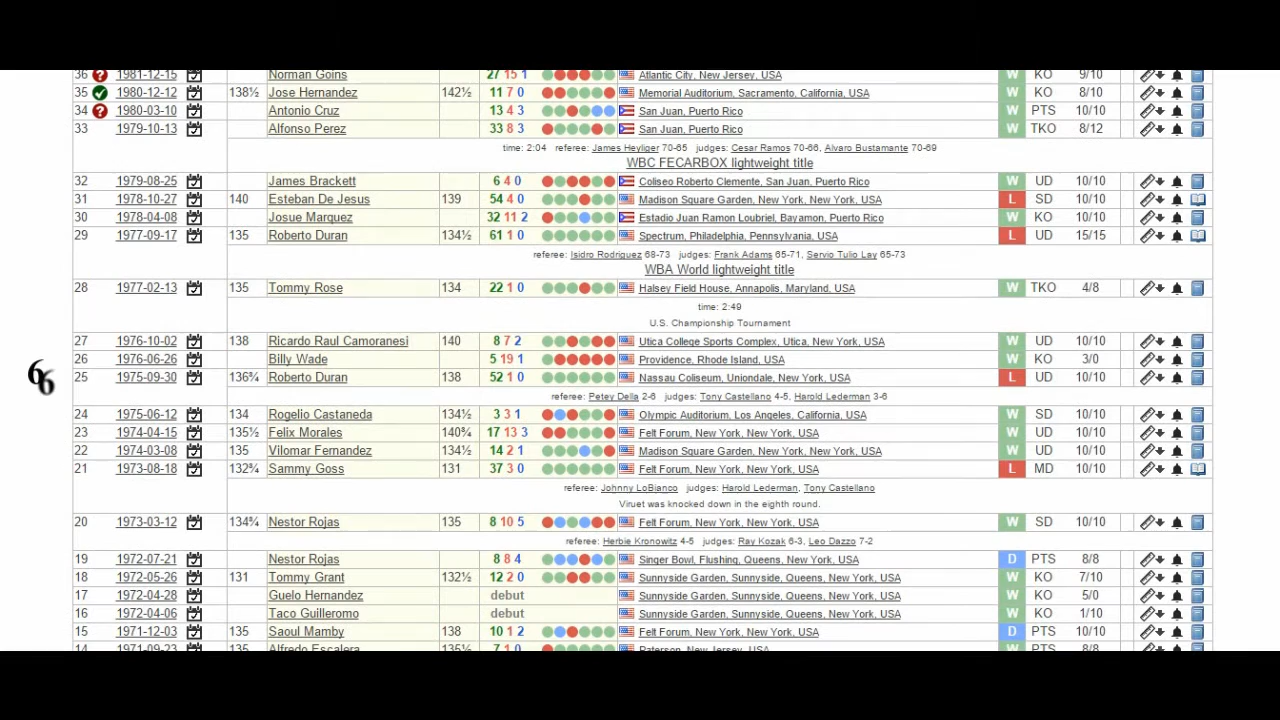 36 1981-12-15 Norman Goins 27 15 1 Atlantic City, New Jersey, USA W KO 9/10
35 1980-12-12 138½ Jose Hernandez 142½ 11 7 0 Memorial Auditorium, Sacramento, California, USA W KO 8/10
34 1980-03-10 Antonio Cruz 13 4 3 San Juan, Puerto Rico W PTS 10/10
33 1979-10-13 Alfonso Perez 33 8 3 San Juan, Puerto Rico W TKO 8/12
time: 2:04 referee: James Heyliger 70-65 judges: Cesar Ramos 70-66, Alvaro Bustamante 70-69
WBC FECARBOX lightweight title
32 1979-08-25 James Brackett 6 4 0 Coliseo Roberto Clemente, San Juan, Puerto Rico W UD 10/10
31 1978-10-27 140 Esteban De Jesus 139 54 4 0 Madison Square Garden, New York, New York, USA L SD 10/10
30 1978-04-08 Josue Marquez 32 11 2 Estadio Juan Ramon Loubriel, Bayamon, Puerto Rico W KO 10/10
29 1977-09-17 135 Roberto Duran 134½ 61 1 0 Spectrum, Philadelphia, Pennsylvania, USA L UD 15/15
referee: Isidro Rodriguez 68-73 judges: Frank Adams 65-71, Servio Tulio Lay 65-73
WBA World lightweight title
28 1977-02-13 135 Tommy Rose 134 22 1 0 Halsey Field House, Annapolis, Maryland, USA W TKO 4/8
time: 2:49
U.S. Championship Tournament
27 1976-10-02 138 Ricardo Raul Camoranesi 140 8 7 2 Utica College Sports Complex, Utica, New York, USA W UD 10/10
26 1976-06-26 Billy Wade 5 19 1 Providence, Rhode Island, USA W KO 3/0
25 1975-09-30 136¾ Roberto Duran 138 52 1 0 Nassau Coliseum, Uniondale, New York, USA L UD 10/10
66
referee: Petey Della 2-6 judges: Tony Castellano 4-5, Harold Lederman 3-6
24 1975-06-12 134 Rogelio Castaneda 134½ 3 3 1 Olympic Auditorium, Los Angeles, California, USA W SD 10/10
23 1974-04-15 135½ Felix Morales 140¾ 17 13 3 Felt Forum, New York, New York, USA W UD 10/10
22 1974-03-08 135 Vilomar Fernandez 134½ 14 2 1 Madison Square Garden, New York, New York, USA W UD 10/10
21 1973-08-18 132¾ Sammy Goss 131 37 3 0 Felt Forum, New York, New York, USA L MD 10/10
referee: Johnny LoBianco judges: Harold Lederman, Tony Castellano
Viruet was knocked down in the eighth round.
20 1973-03-12 134¾ Nestor Rojas 135 8 10 5 Felt Forum, New York, New York, USA W SD 10/10
referee: Herbie Kronowitz 4-5 judges: Ray Kozak 6-3, Leo Dazzo 7-2
19 1972-07-21 Nestor Rojas 8 8 4 Singer Bowl, Flushing, Queens, New York, USA D PTS 8/8
18 1972-05-26 131 Tommy Grant 132½ 12 2 0 Sunnyside Garden, Sunnyside, Queens, New York, USA W KO 7/10
17 1972-04-28 Guelo Hernandez debut Sunnyside Garden, Sunnyside, Queens, New York, USA W KO 5/0
16 1972-04-06 Taco Guilleromo debut Sunnyside Garden, Sunnyside, Queens, New York, USA W KO 1/10
15 1971-12-03 135 Saoul Mamby 138 10 1 2 Felt Forum, New York, New York, USA D PTS 10/10
14 1971-09-23 135 Alfredo Escalera 135½ 7 1 0 Paterson, New Jersey, USA W PTS 8/8